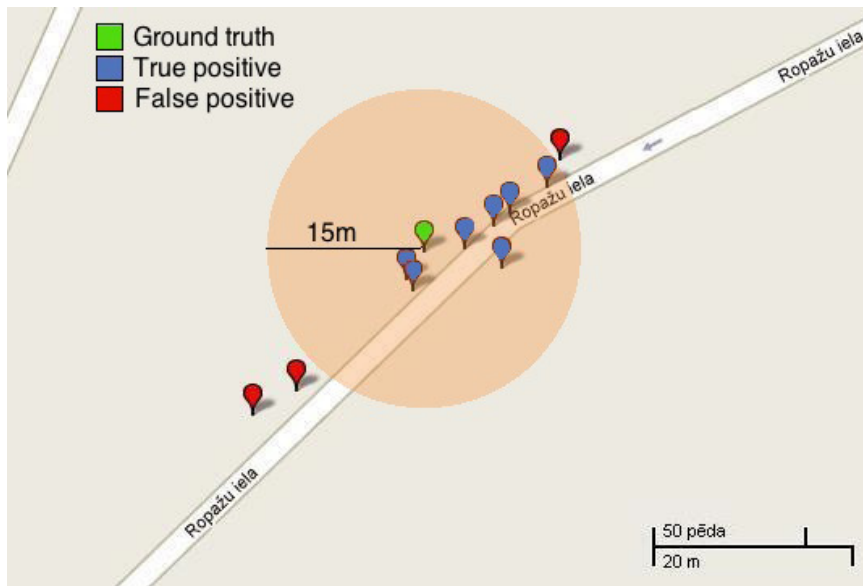 Ground truth
True positive
False positive
Ropažu iela
Ropažu iela
15m
Ropažu iela
50 pēda
20 m